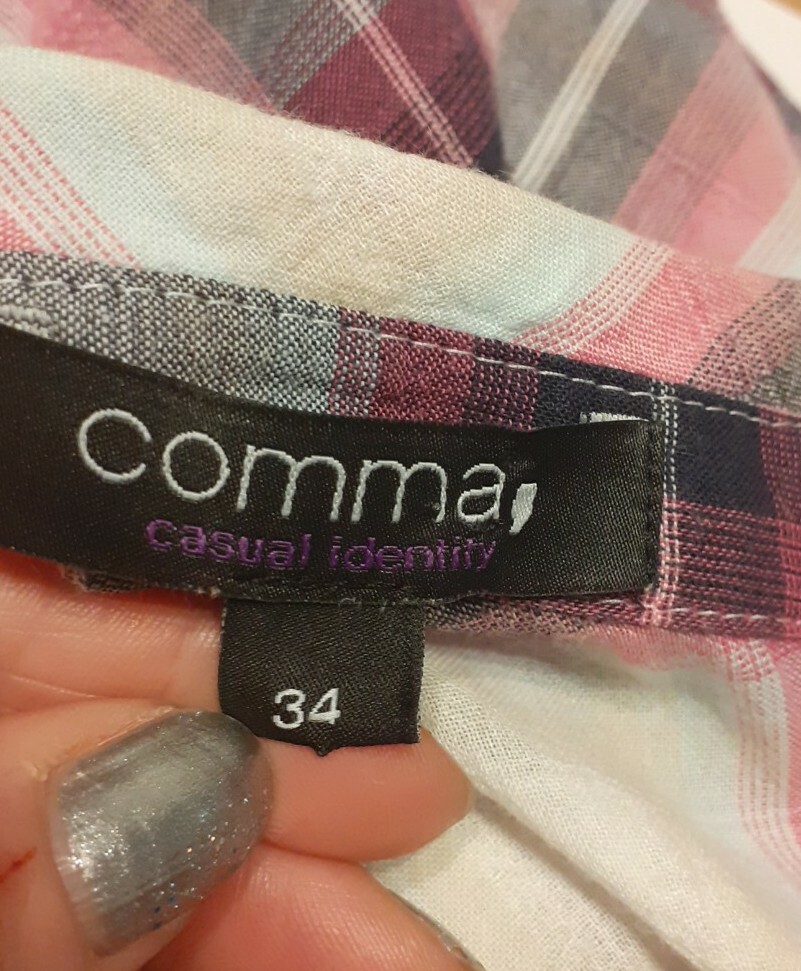 comma,
casual identity
34